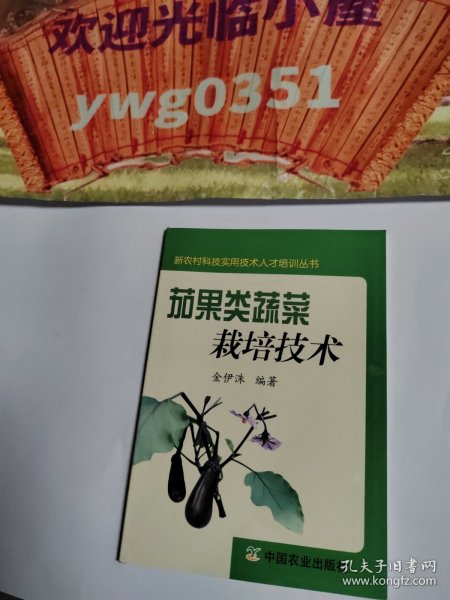 欢迎光临小屋
ywg0351
新农村科技实用技术人才培训丛书
茄果类蔬菜
栽培技术
金伊洙 编著
中国农业出版
孔夫子旧书网
www.kongfz.com